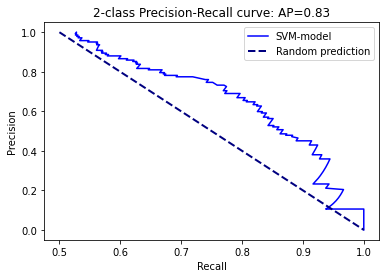 2-class Precision-Recall curve: AP=0.83
SVM-model
Random prediction
Precision
1.0
0.8
0.6
0.4
0.2
0.0
0.5
0.6
0.7
0.8
0.9
1.0
Recall